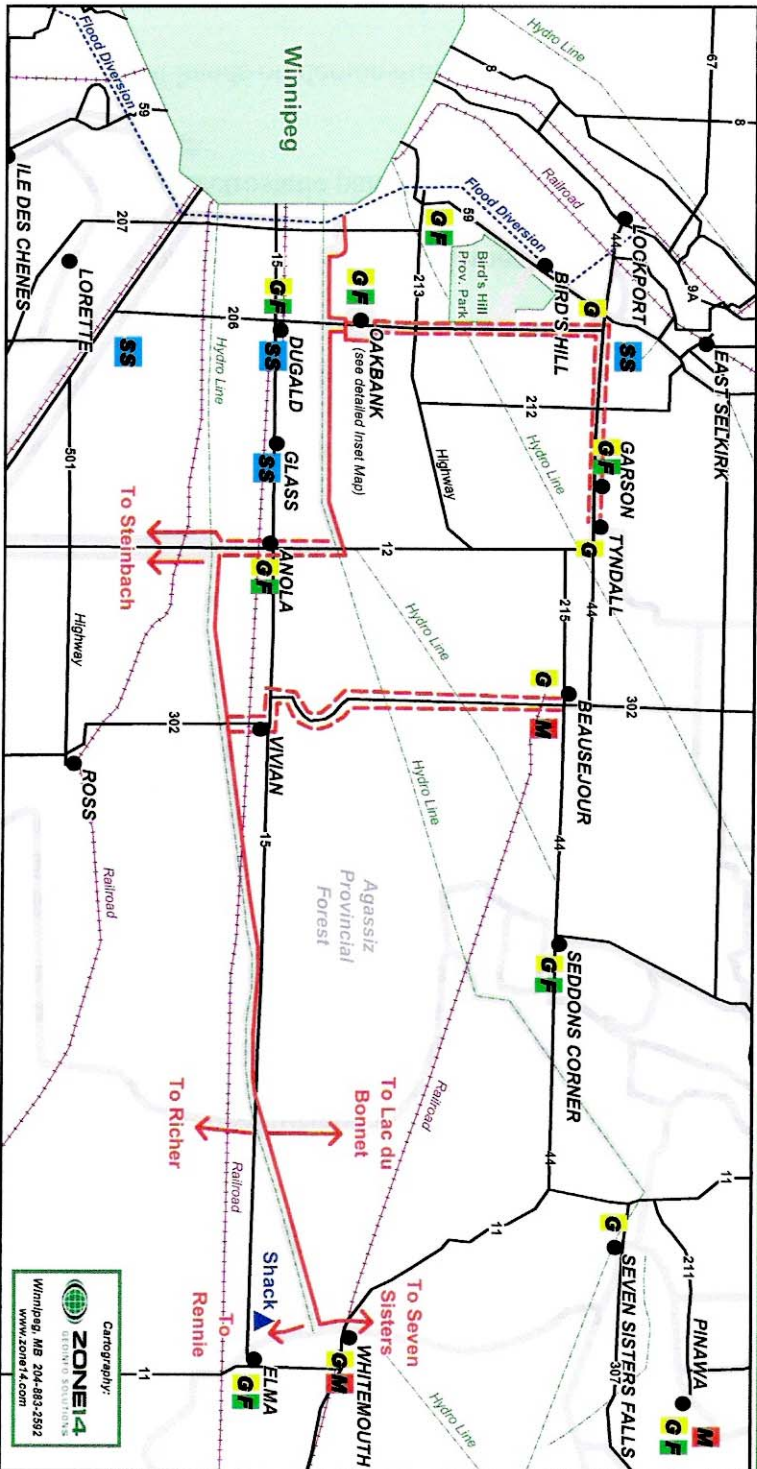 Winnipeg
Hydro Line
67
8
8
Railroad
LOCKPORT
44
9A
EAST SELKIRK
Flood Diversion
59
Flood Diversion
59
G F
Bird's Hill
Prov. Park
BIRD'S HILL
G
SS
213
212
Highway
Hydro Line
G F
GARSON
TYNDALL
G
44
ILE DES CHENES
207
LORETTE
15
206
G F
DUGALD
SS
SS
Hydro Line
G F
OAKBANK
(see detailed Inset Map)
GLASS
SS
501
To Steinbach
ANOLA
G F
12
Hydro Line
215
Highway
G
BEAUSEJOUR
M
302
Hydro Line
302
VIVIAN
ROSS
15
Railroad
44
Agassiz
Provincial
Forest
SEDDONS CORNER
G F
Railroad
To Lac du
Bonnet
To Richer
Railroad
44
11
11
G
SEVEN SISTERS FALLS
307
211
PINAWA
M
G F
To Seven
Sisters
Shack
To
Rennie
WHITEMOUTH
G M
Hydro Line
ELMA
G F
11
Cartography:
ZONE14
GEOINFO SOLUTIONS
Winnipeg, MB 204-883-2592
www.zone14.com